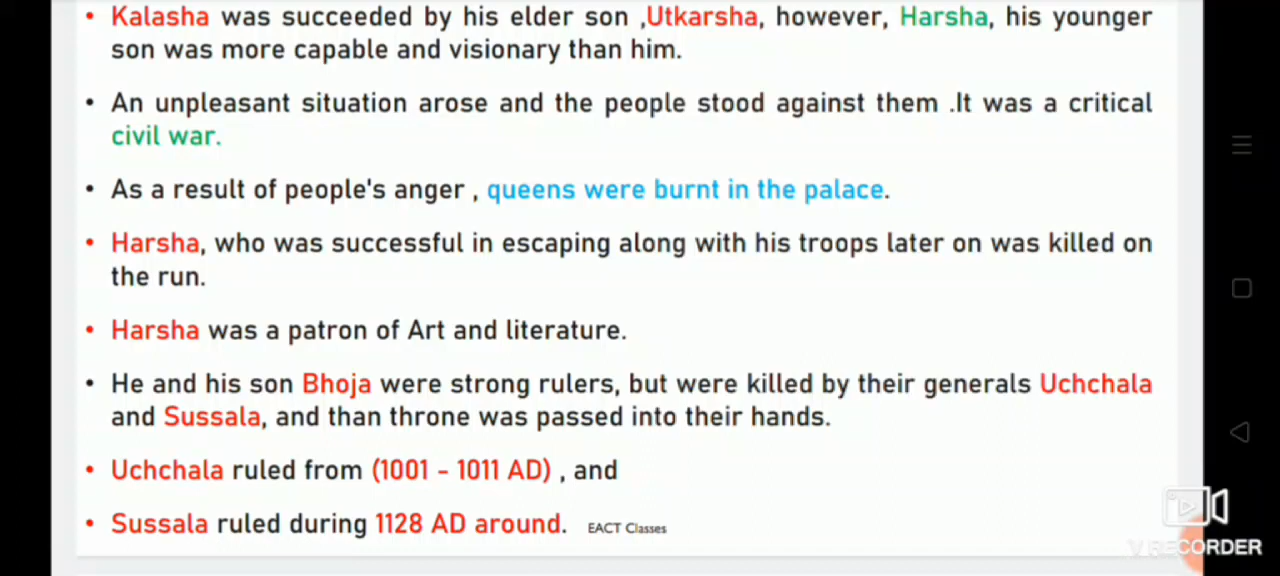 • Kalasha was succeeded by his elder son ,Utkarsha, however, Harsha, his younger
son was more capable and visionary than him.
• An unpleasant situation arose and the people stood against them .It was a critical
civil war.
• As a result of people's anger , queens were burnt in the palace.
• Harsha, who was successful in escaping along with his troops later on was killed on
the run.
• Harsha was a patron of Art and literature.
• He and his son Bhoja were strong rulers, but were killed by their generals Uchchala
and Sussala, and than throne was passed into their hands.
• Uchchala ruled from (1001 - 1011 AD) , and
• Sussala ruled during 1128 AD around. EACT Classes
V RECORDER